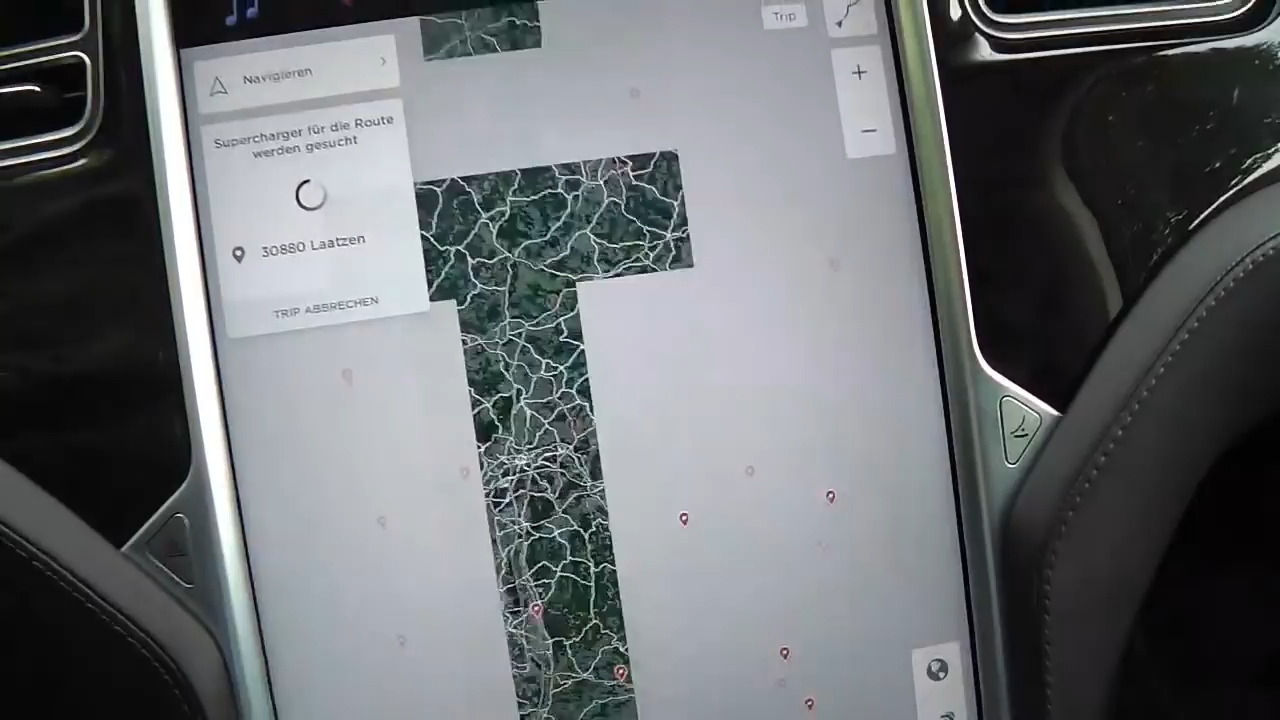 Trip
Navigieren
Supercharger für die Route
werden gesucht
30880 Laatzen
TRIP ABBRECHEN